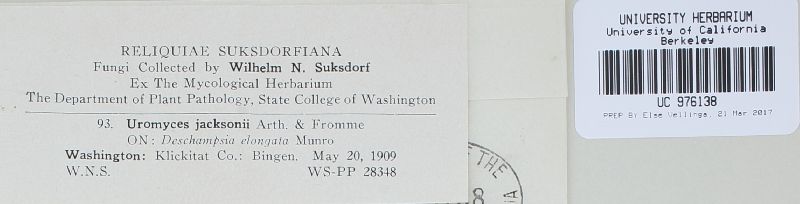 RELIQUIAE SUKSDORFIANA
Fungi Collected by Wilhelm N. Suksdorf
Ex The Mycological Herbarium
The Department of Plant Pathology, State College of Washington
93. Uromyces jacksonii Arth. & Fromme
ON: Deschampsia elongata Munro
Washington: Klickitat Co.: Bingen. May 20, 1909
W.N.S. WS-PP 28348
UNIVERSITY HERBARIUM
University of California
Berkeley
UC 976138
PREP BY Else Vellinga, 21 Mar 2017
THE
8